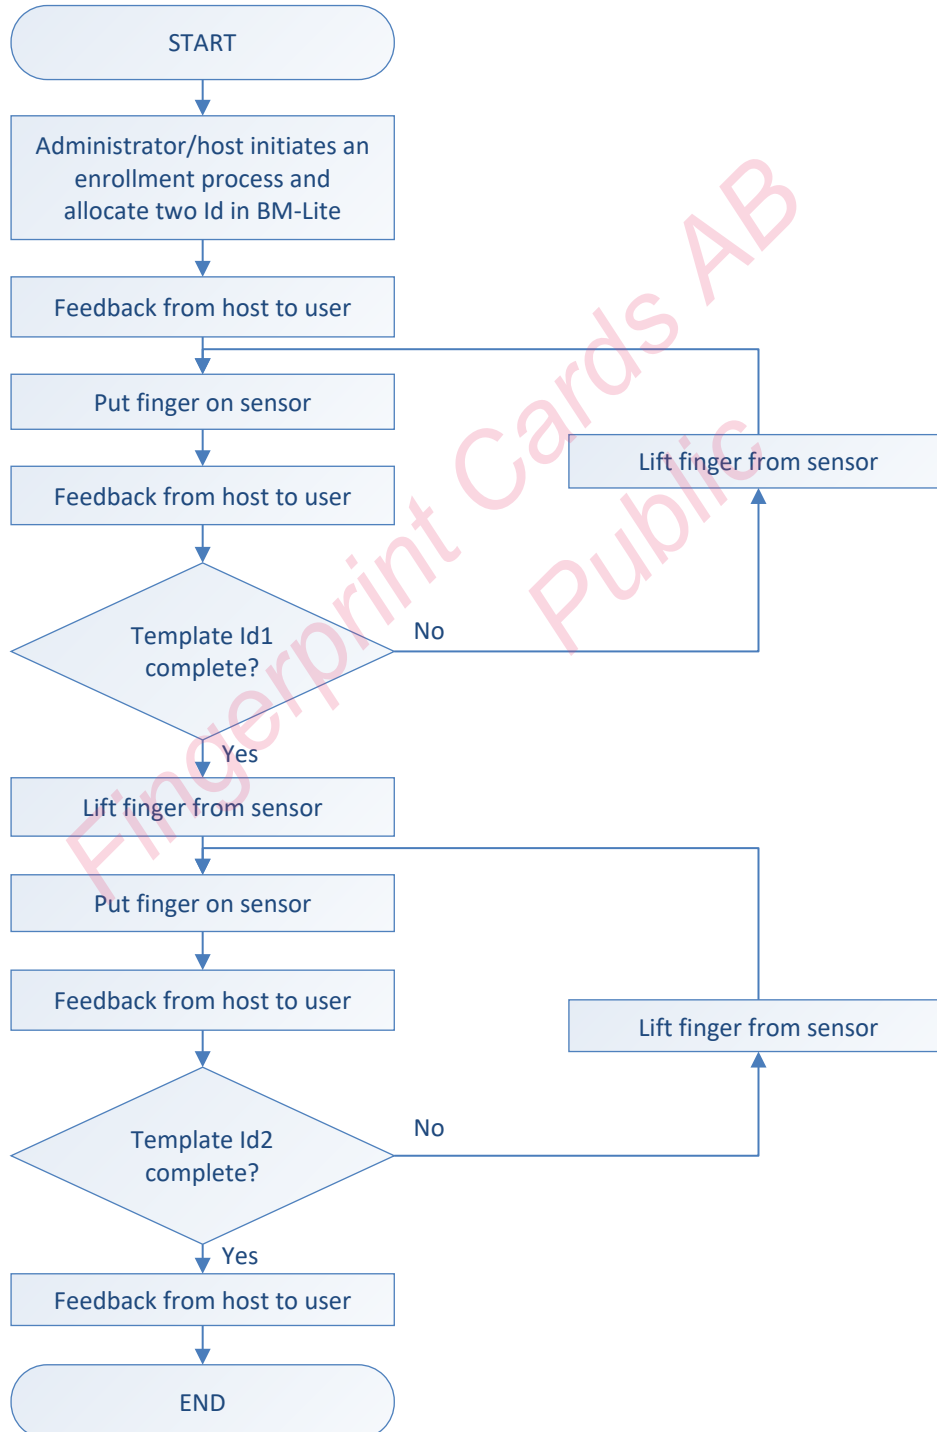 START
Administrator/host initiates an
enrollment process and
allocate two Id in BM-Lite
Feedback from host to user
Put finger on sensor
Lift finger from sensor
Feedback from host to user
Template Id1
complete?
No
Yes
Lift finger from sensor
Put finger on sensor
Feedback from host to user
Lift finger from sensor
Template Id2
complete?
No
Yes
Feedback from host to user
END
Fingerprint Cards AB
Public